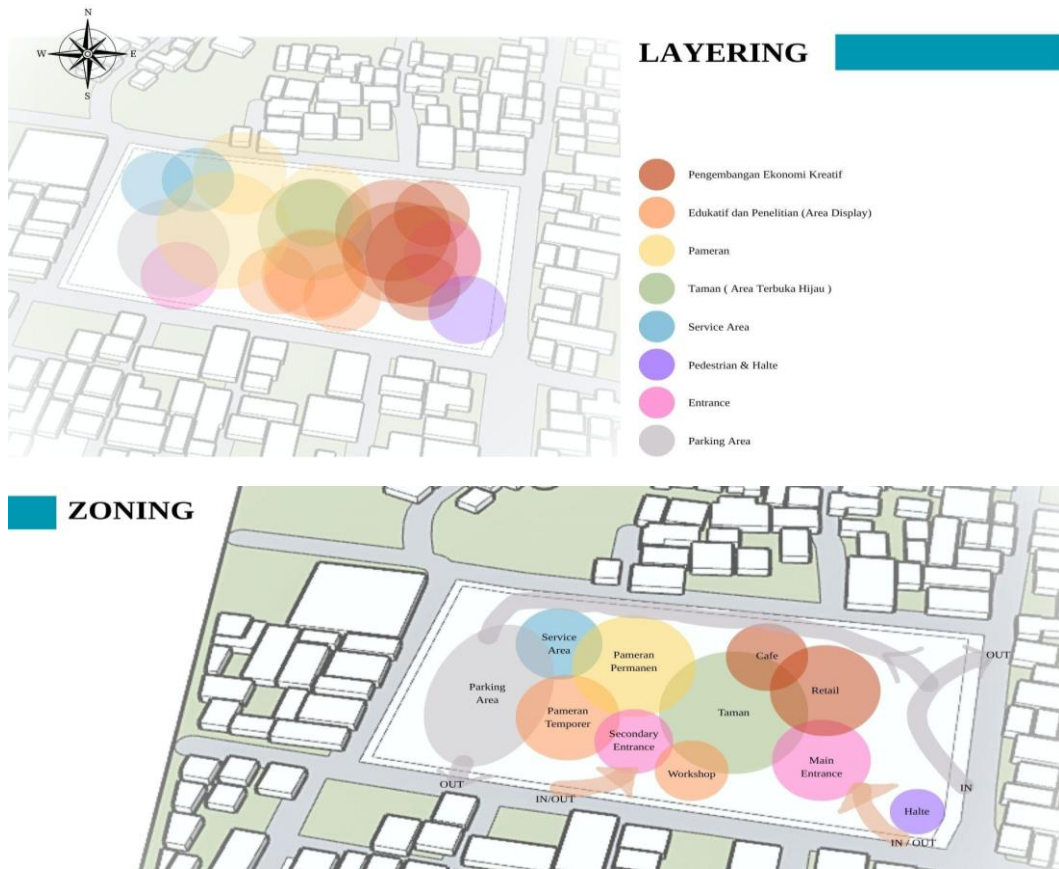 N
W
E
S
LAYERING
Pengembangan Ekonomi Kreatif
Edukatif dan Penelitian (Area Display)
Pameran
Taman ( Area Terbuka Hijau )
Service Area
Pedestrian & Halte
Entrance
Parking Area
ZONING
Service
Area
Pameran
Permanen
Cafe
OUT
Parking
Area
Retail
Pameran
Temporer
Taman
Secondary
Entrance
Workshop
Main
Entrance
OUT
IN/OUT
IN
Halte
IN / OUT